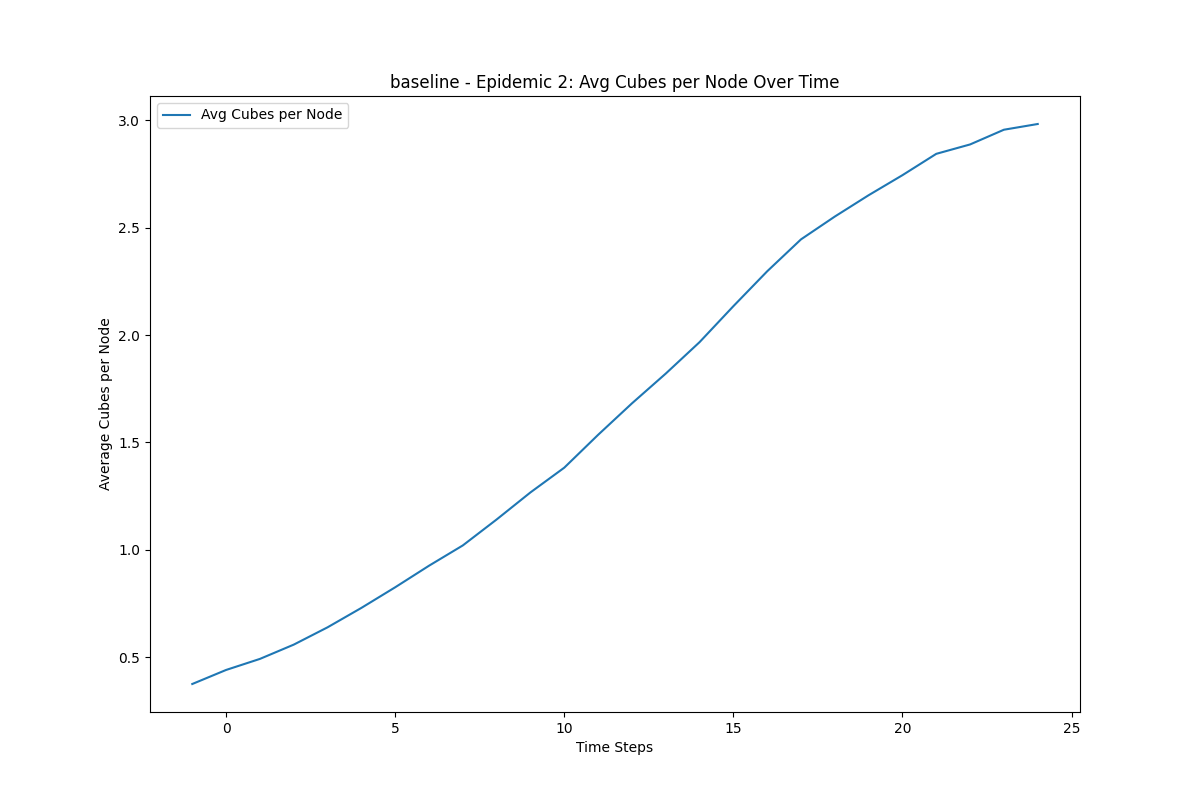 baseline - Epidemic 2: Avg Cubes per Node Over Time
Avg Cubes per Node
Average Cubes per Node
3.0
2.5
2.0
1.5
1.0
0.5
0 5 10 15 20 25
Time Steps